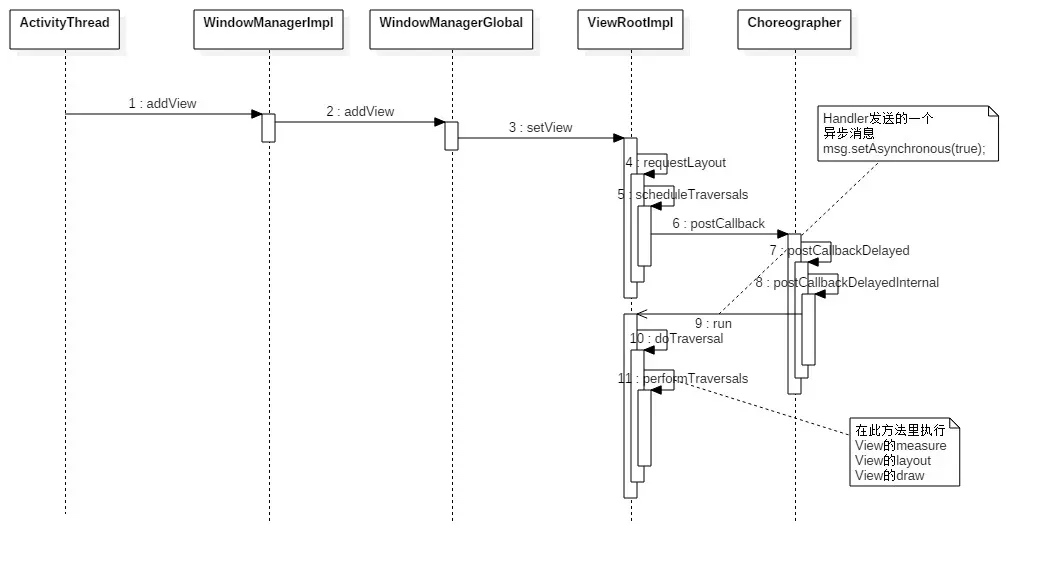 ActivityThread
WindowManagerImpl
WindowManagerGlobal
ViewRootImpl
Choreographer
1 : addView
2 : addView
3 : setView
Handler发送的一个
异步消息
msg.setAsynchronous(true);
4 : requestLayout
5 : scheduleTraversals
6 : postCallback
7 : postCallbackDelayed
8 : postCallbackDelayedInternal
9 : run
10 : doTraversal
11 : performTraversals
在此方法里执行
View的measure
View的layout
View的draw